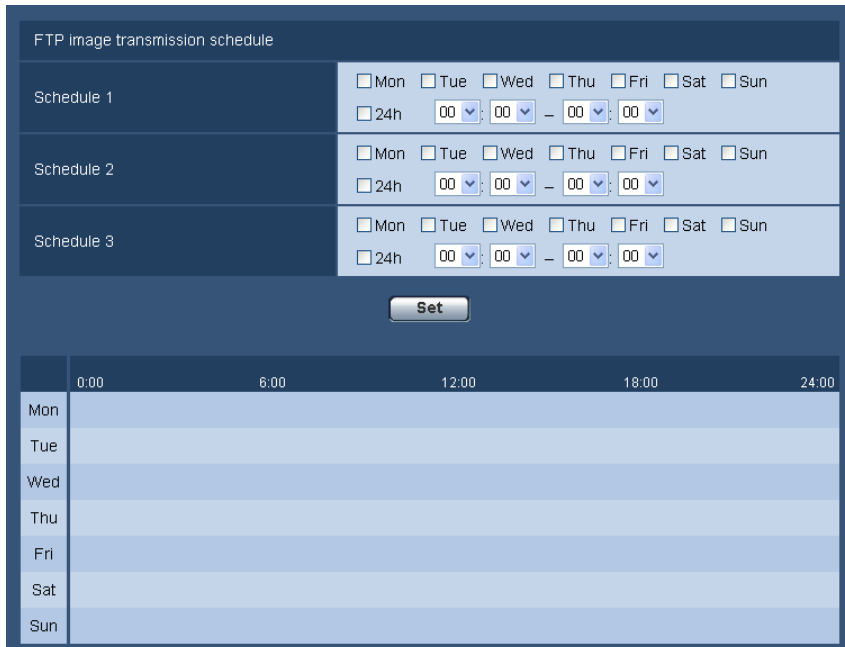 FTP image transmission schedule
Schedule 1
Mon Tue Wed Thu Fri Sat Sun
24h 00 : 00 – 00 : 00
Schedule 2
Mon Tue Wed Thu Fri Sat Sun
24h 00 : 00 – 00 : 00
Schedule 3
Mon Tue Wed Thu Fri Sat Sun
24h 00 : 00 – 00 : 00
Set
0:00 6:00 12:00 18:00 24:00
Mon
Tue
Wed
Thu
Fri
Sat
Sun